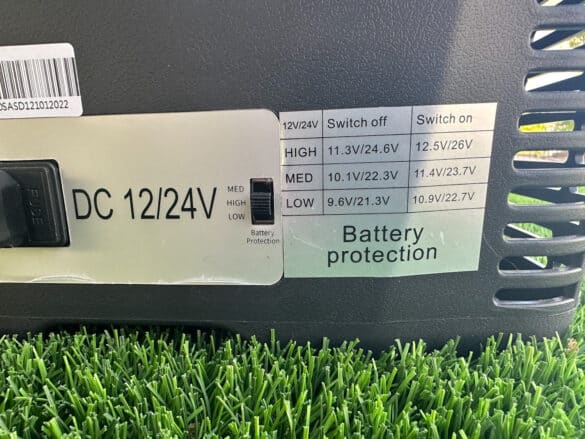 0SASD121012022
FUSE
DC 12/24V
MED
HIGH
LOW
Battery
Protection
12V/24V Switch off Switch on
HIGH 11.3V/24.6V 12.5V/26V
MED 10.1V/22.3V 11.4V/23.7V
LOW 9.6V/21.3V 10.9V/22.7V
Battery
protection